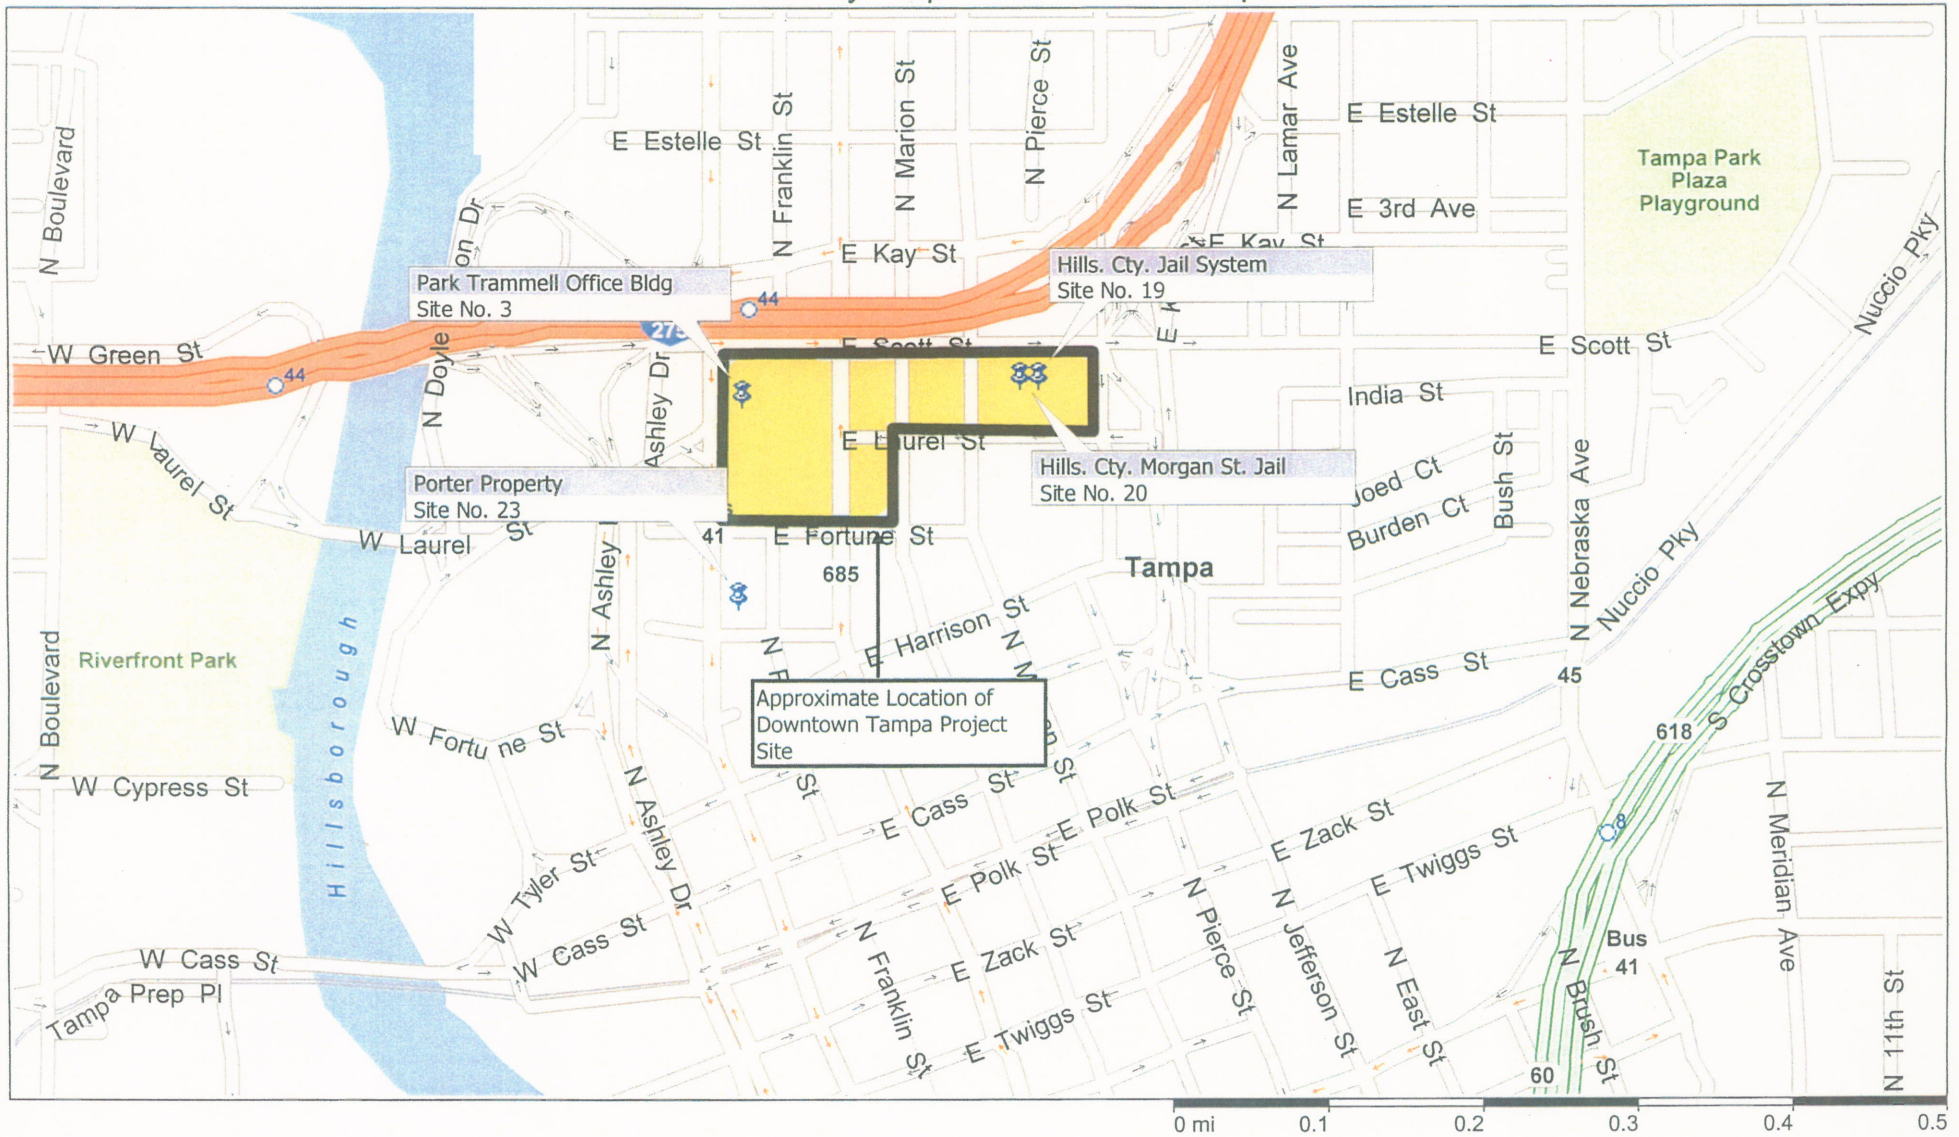 N Boulevard
E Estelle St
N Franklin St
N Marion St
N Pierce St
N Lamar Ave
E Estelle St
Tampa Park
Plaza
Playground
E 3rd Ave
E Kay St
E Kay St
Nuccio Pky
Park Trammell Office Bldg
Site No. 3
44
Hills. Cty. Jail System
Site No. 19
275
W Green St
44
N Doyle
on Dr
Ashley Dr
E Scott St
E Scott St
India St
W Laurel St
E Laurel St
Porter Property
Site No. 23
Hills. Cty. Morgan St. Jail
Site No. 20
Joed Ct
Burden Ct
Bush St
N Nebraska Ave
W Laurel St
41
E Fortune St
685
Tampa
N Ashley
Nuccio Pky
S Crosstown Expy
E Harrison St
Riverfront Park
N Boulevard
Hillsborough
E Cass St
45
618
Approximate Location of
Downtown Tampa Project
Site
W Fortune St
W Cypress St
N Ashley Dr
St
St
E Cass St
E Polk St
E Polk St
E Zack St
E Twiggs St
8
N Meridian Ave
W Tyler St
W Cass St
W Cass St
Tampa Prep Pl
N Franklin St
E Zack St
E Twiggs St
N Pierce St
N Jefferson St
N East St
N Brush St
Bus
41
N 11th St
60
0 mi 0.1 0.2 0.3 0.4 0.5